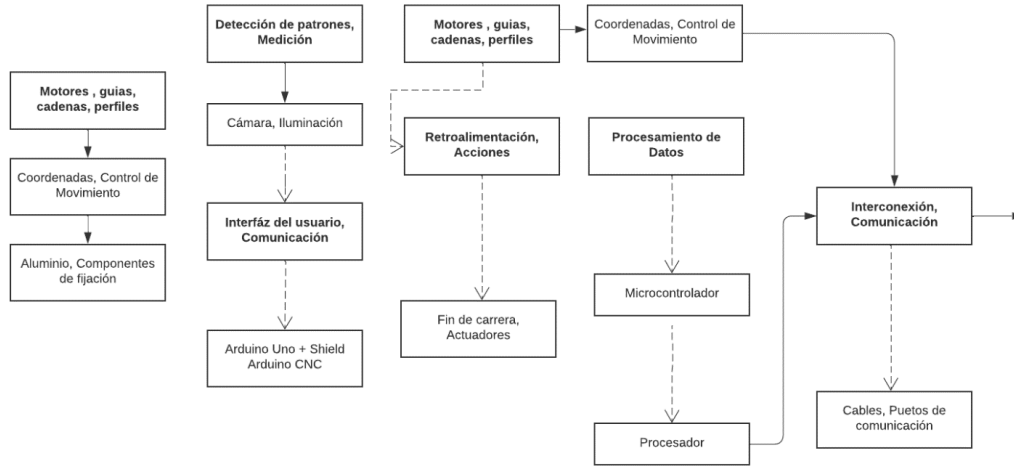 Motores , guias,
cadenas, perfiles
Coordenadas, Control de
Movimiento
Aluminio, Componentes
de fijación
Detección de patrones,
Medición
Cámara, Iluminación
Interfáz del usuario,
Comunicación
Arduino Uno + Shield
Arduino CNC
Motores , guias,
cadenas, perfiles
Coordenadas, Control de
Movimiento
Retroalimentación,
Acciones
Fin de carrera,
Actuadores
Procesamiento de
Datos
Microcontrolador
Procesador
Interconexión,
Comunicación
Cables, Puetos de
comunicación